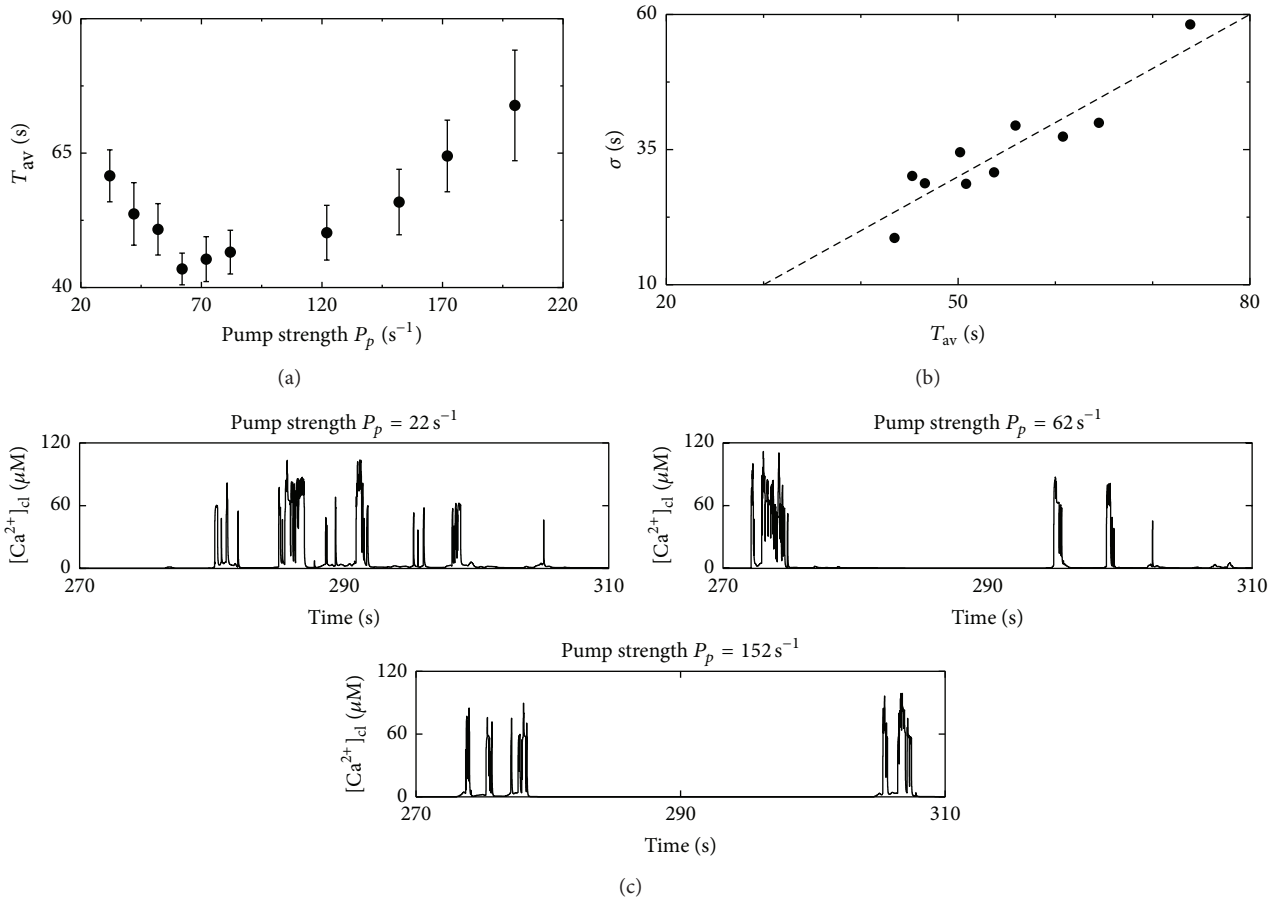 90
65
40
T_av (s)
20 70 120 170 220
Pump strength P_p (s⁻¹)
(a)
60
35
10
σ (s)
20 50 80
T_av (s)
(b)
Pump strength P_p = 22 s⁻¹
120
60
0
[Ca²⁺]_cl (μM)
270 290 310
Time (s)
Pump strength P_p = 62 s⁻¹
120
60
0
[Ca²⁺]_cl (μM)
270 290 310
Time (s)
Pump strength P_p = 152 s⁻¹
120
60
0
[Ca²⁺]_cl (μM)
270 290 310
Time (s)
(c)